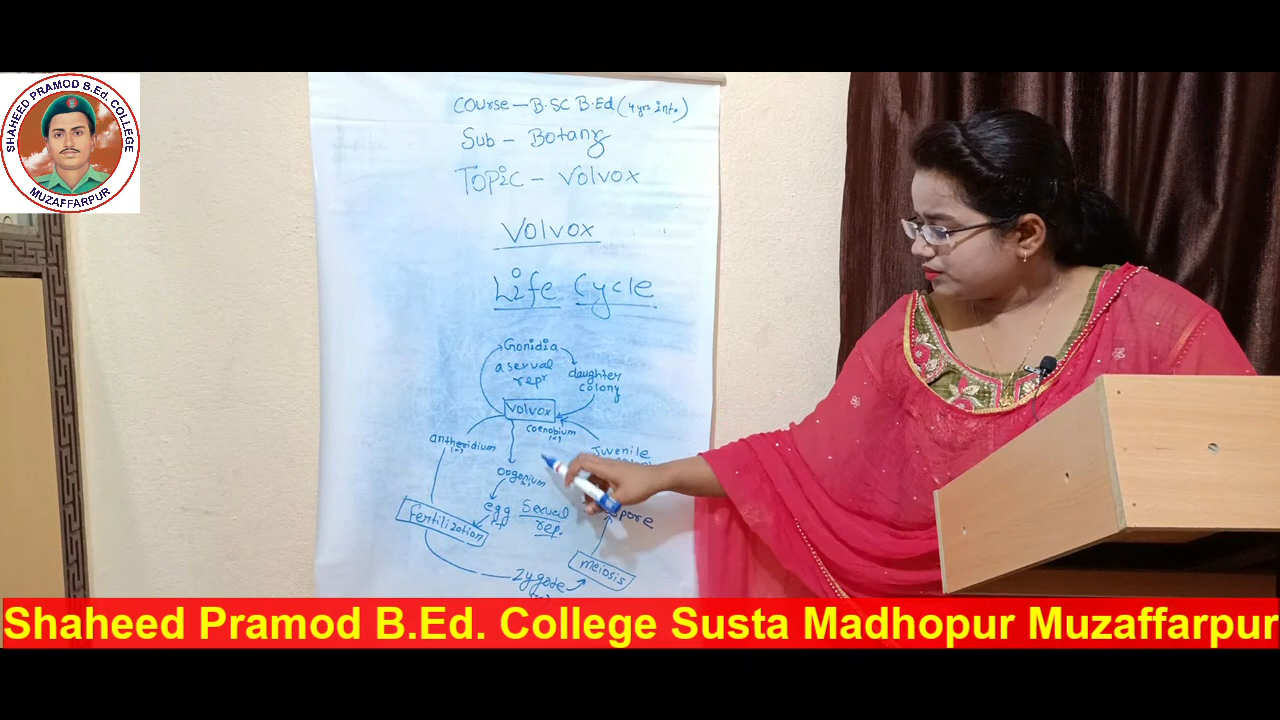 SHAHEED PRAMOD B.Ed. COLLEGE
MUZAFFARPUR
Course - B.SC B.Ed (4 yrs int.)
Sub - Botany
Topic - Volvox
Volvox
Life Cycle
Gonidia
asexual
repr
daughter
colony
Volvox
coenobium
antheridium
Juvenile
oogonium
egg
Sexual
rep.
fertilization
spore
meiosis
Zygote
Shaheed Pramod B.Ed. College Susta Madhopur Muzaffarpur